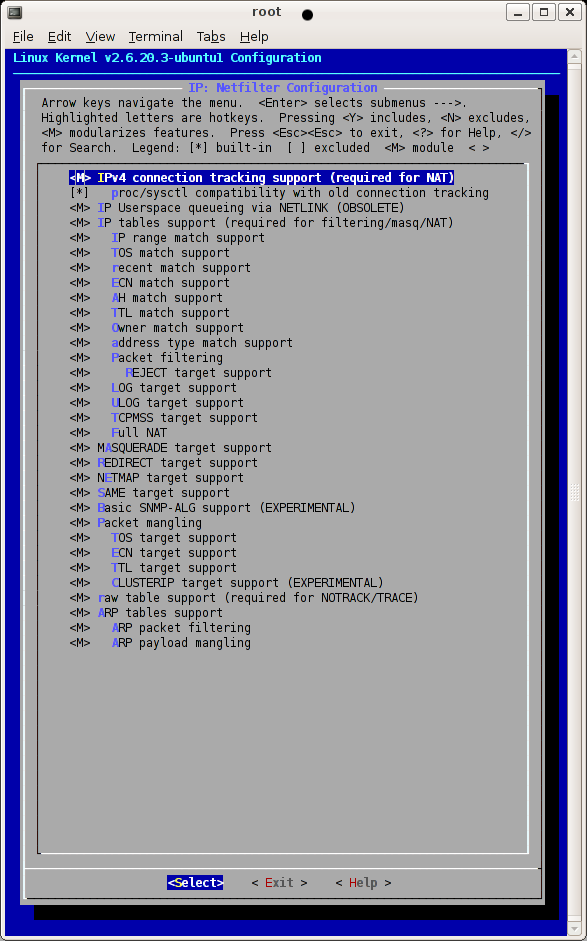 root
File Edit View Terminal Tabs Help
Linux Kernel v2.6.20.3-ubuntu1 Configuration
IP: Netfilter Configuration
Arrow keys navigate the menu. <Enter> selects submenus --->.
Highlighted letters are hotkeys. Pressing <Y> includes, <N> excludes,
<M> modularizes features. Press <Esc><Esc> to exit, <?> for Help, </>
for Search. Legend: [*] built-in [ ] excluded <M> module < >
<M> IPv4 connection tracking support (required for NAT)
[*] proc/sysctl compatibility with old connection tracking
<M> IP Userspace queueing via NETLINK (OBSOLETE)
<M> IP tables support (required for filtering/masq/NAT)
<M> IP range match support
<M> TOS match support
<M> recent match support
<M> ECN match support
<M> AH match support
<M> TTL match support
<M> Owner match support
<M> address type match support
<M> Packet filtering
<M> REJECT target support
<M> LOG target support
<M> ULOG target support
<M> TCPMSS target support
<M> Full NAT
<M> MASQUERADE target support
<M> REDIRECT target support
<M> NETMAP target support
<M> SAME target support
<M> Basic SNMP-ALG support (EXPERIMENTAL)
<M> Packet mangling
<M> TOS target support
<M> ECN target support
<M> TTL target support
<M> CLUSTERIP target support (EXPERIMENTAL)
<M> raw table support (required for NOTRACK/TRACE)
<M> ARP tables support
<M> ARP packet filtering
<M> ARP payload mangling
<Select> < Exit > < Help >